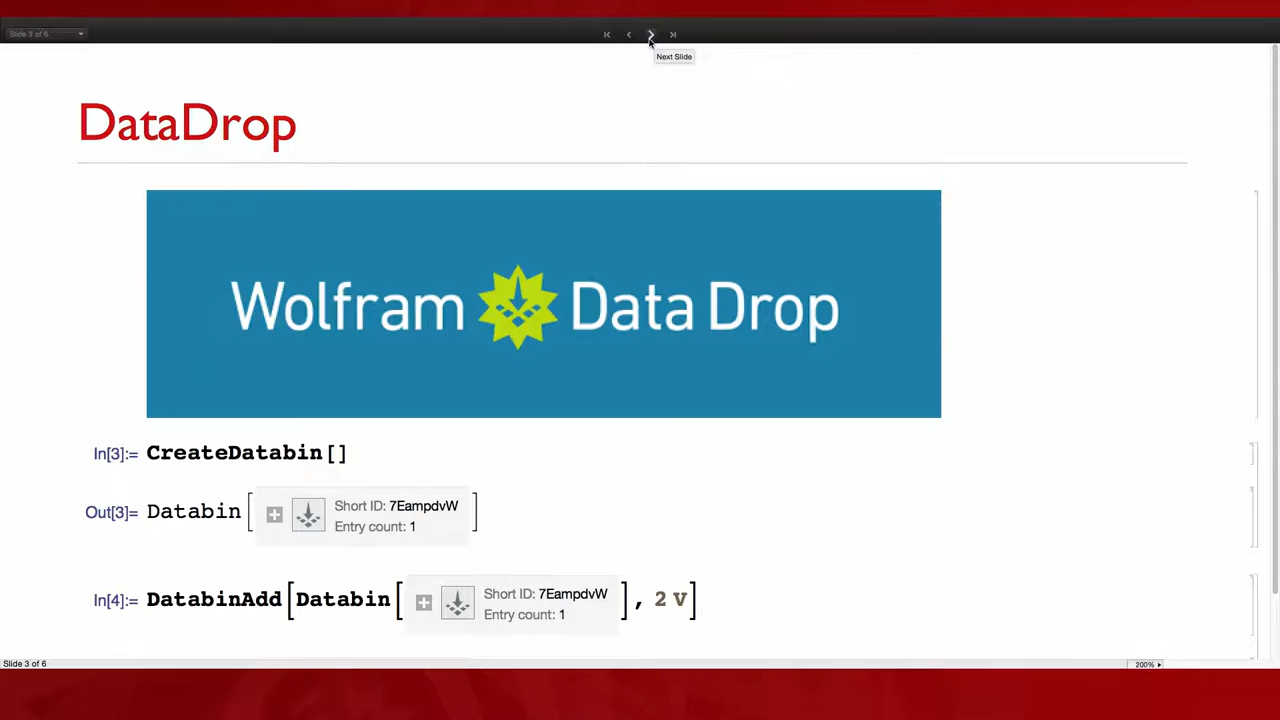 Slide 3 of 6
Next Slide
DataDrop
Wolfram Data Drop
In[3]:= CreateDatabin[]
Out[3]= Databin[ Short ID: 7EampdvW
Entry count: 1 ]
In[4]:= DatabinAdd[Databin[ Short ID: 7EampdvW
Entry count: 1 ], 2 V]
Slide 3 of 6
200%